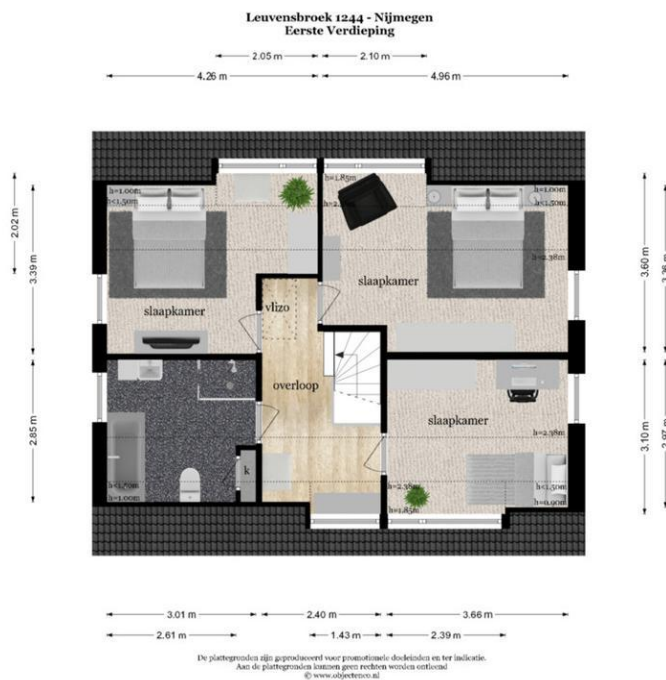 Leuvensbroek 1244 - Nijmegen
Eerste Verdieping
2.05 m
2.10 m
4.26 m
4.96 m
h=1.85m
h=1.00m
h<1.50m
h=1.00m
h<1.50m
2.02 m
3.39 m
h=2.38m
3.60 m
slaapkamer
vlizo
slaapkamer
overloop
slaapkamer
2.85 m
h=2.38m
3.10 m
k
h=2.38m
h<1.50m
h=1.00m
h=1.85m
h<1.50m
h=0.90m
3.01 m
2.40 m
3.66 m
2.61 m
1.43 m
2.39 m
De plattegronden zijn geproduceerd voor promotionele doeleinden en ter indicatie.
Aan de plattegronden kunnen geen rechten worden ontleend
© www.objectenco.nl